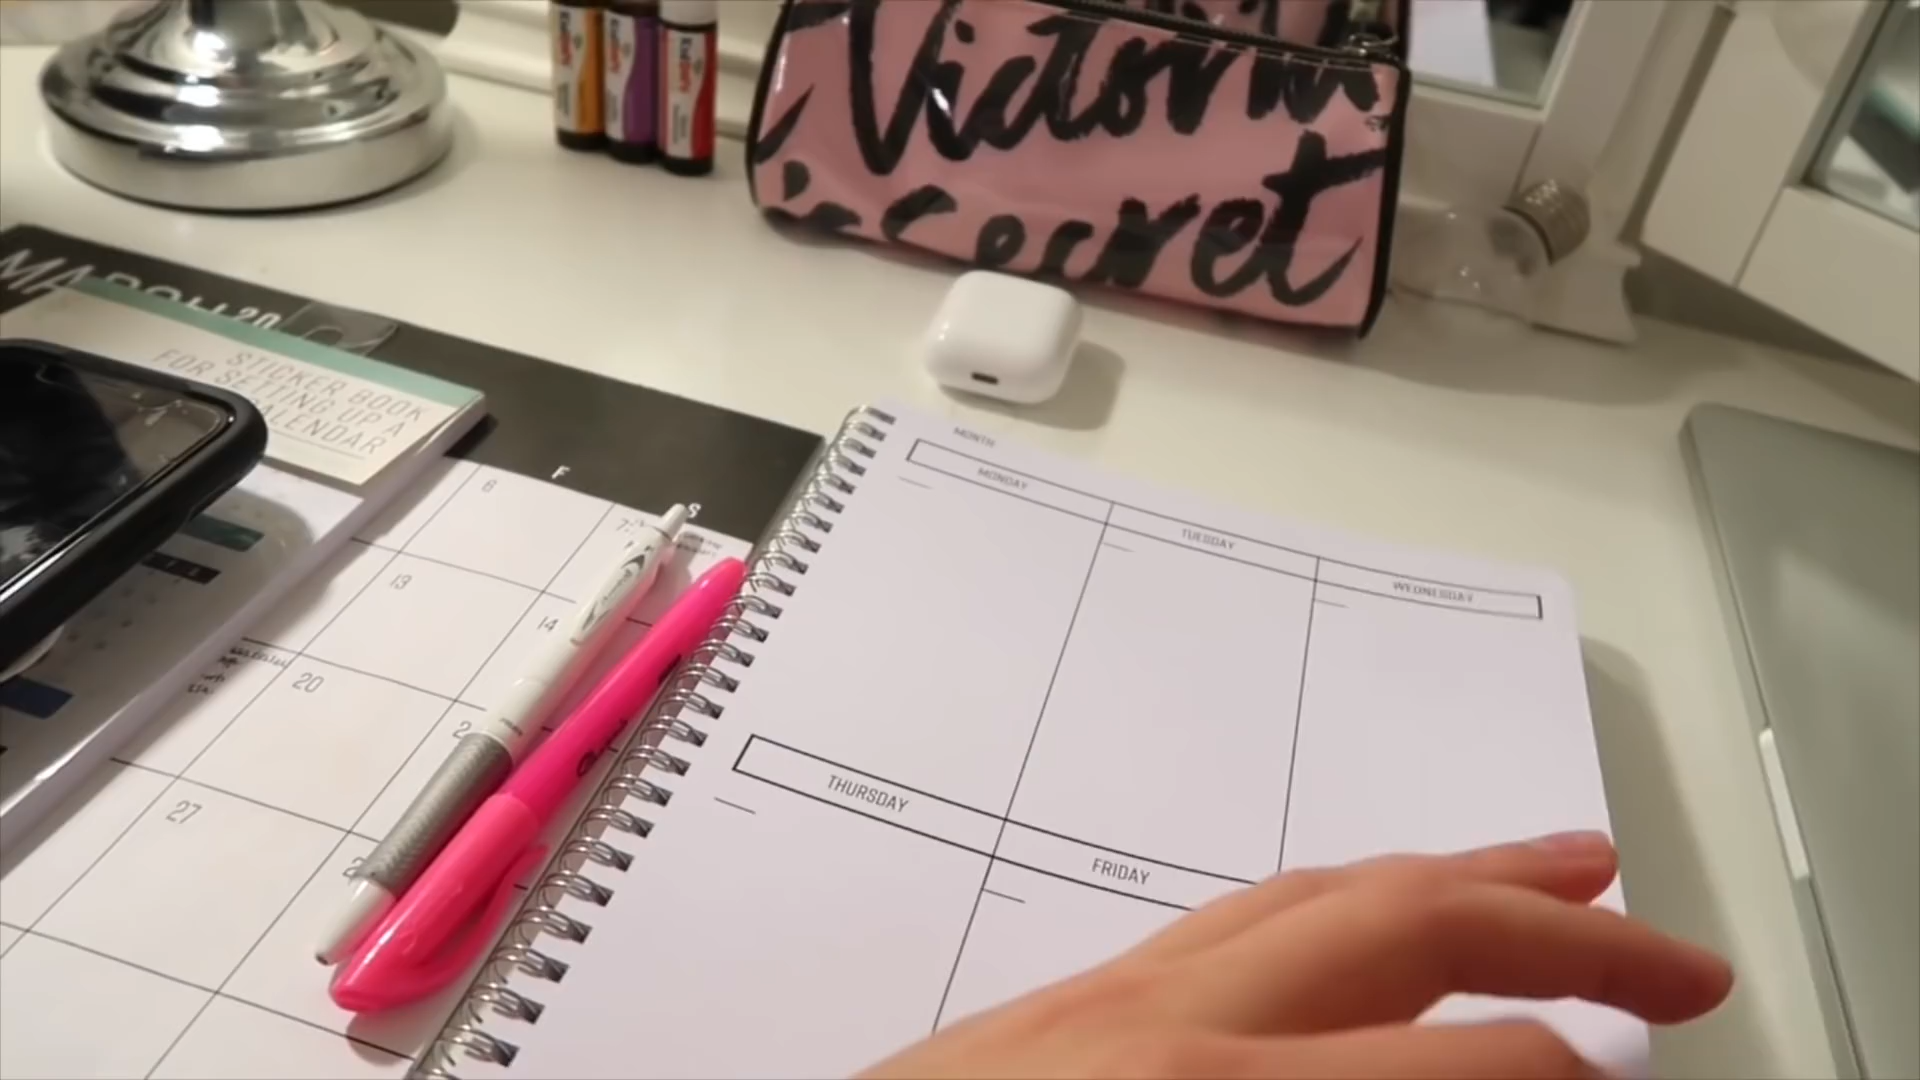 Victoria's
Secret
MARCH 20
STICKER BOOK
FOR SETTING UP A
CALENDAR
F
S
6
7
13
14
20
27
MONTH
MONDAY
TUESDAY
WEDNESDAY
THURSDAY
FRIDAY